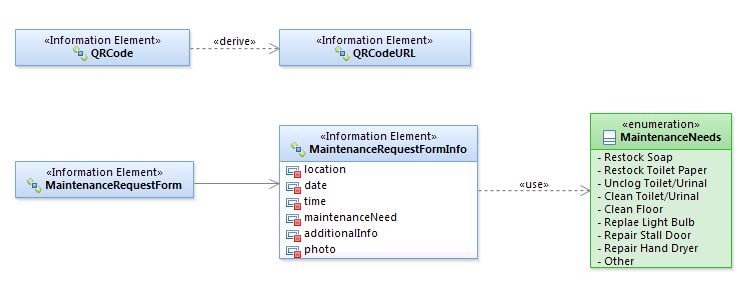 «Information Element»
QRCode
«derive»
«Information Element»
QRCodeURL
«Information Element»
MaintenanceRequestForm
«Information Element»
MaintenanceRequestFormInfo
location
date
time
maintenanceNeed
additionalInfo
photo
«use»
«enumeration»
MaintenanceNeeds
- Restock Soap
- Restock Toilet Paper
- Unclog Toilet/Urinal
- Clean Toilet/Urinal
- Clean Floor
- Replae Light Bulb
- Repair Stall Door
- Repair Hand Dryer
- Other